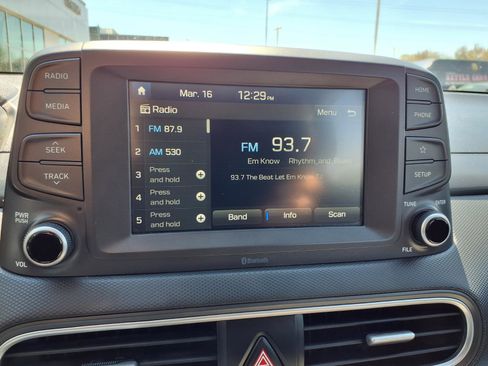 RADIO
MEDIA
SEEK
TRACK
PWR
PUSH
VOL
Mar. 16 12:29PM
Radio
Menu
1 FM 87.9
2 AM 530
3 Press and hold
4 Press and hold
5 Press and hold
FM 93.7
Em Know Rhythm_and_Blues
93.7 The Beat Let Em Know
Band Info Scan
Bluetooth
HOME
PHONE
SETUP
TUNE ENTER
FILE